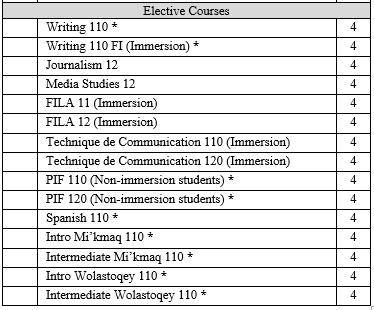 Elective Courses
Writing 110 * 4
Writing 110 FI (Immersion) * 4
Journalism 12 4
Media Studies 12 4
FILA 11 (Immersion) 4
FILA 12 (Immersion) 4
Technique de Communication 110 (Immersion) 4
Technique de Communication 120 (Immersion) 4
PIF 110 (Non-immersion students) * 4
PIF 120 (Non-immersion students) * 4
Spanish 110 * 4
Intro Mi’kmaq 110 * 4
Intermediate Mi’kmaq 110 * 4
Intro Wolastoqey 110 * 4
Intermediate Wolastoqey 110 * 4